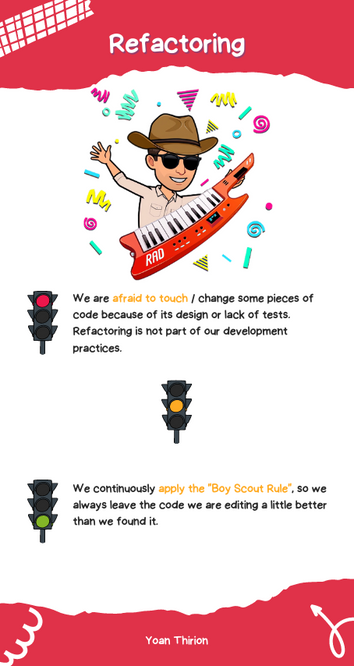 Refactoring
RAD
We are afraid to touch / change some pieces of
code because of its design or lack of tests.
Refactoring is not part of our development
practices.
We continuously apply the "Boy Scout Rule", so we
always leave the code we are editing a little better
than we found it.
Yoan Thirion